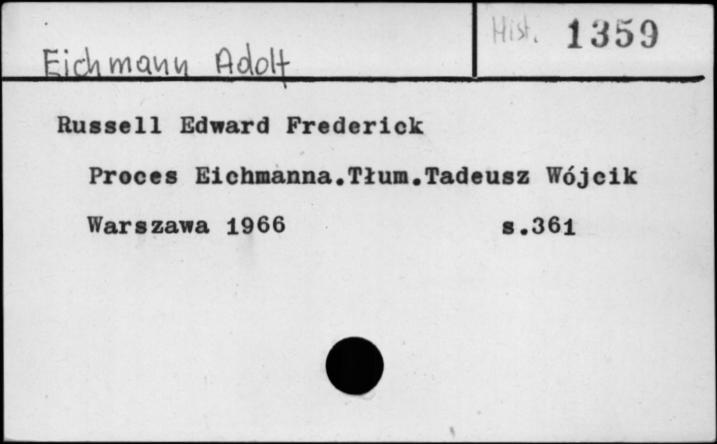 Hist. 1359
Eichmann Adolf
Russell Edward Frederick
Proces Eichmanna.Tłum.Tadeusz Wójcik
Warszawa 1966 s.361